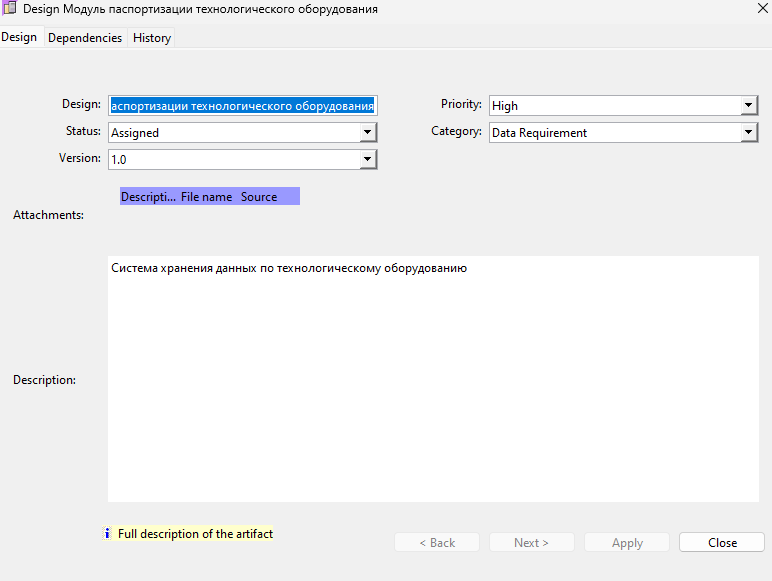 Design Модуль паспортизации технологического оборудования
Design Dependencies History
Design: аспортизации технологического оборудования Priority: High
Status: Assigned Category: Data Requirement
Version: 1.0
Descripti... File name Source
Attachments:
Система хранения данных по технологическому оборудованию
Description:
Full description of the artifact
< Back Next > Apply Close